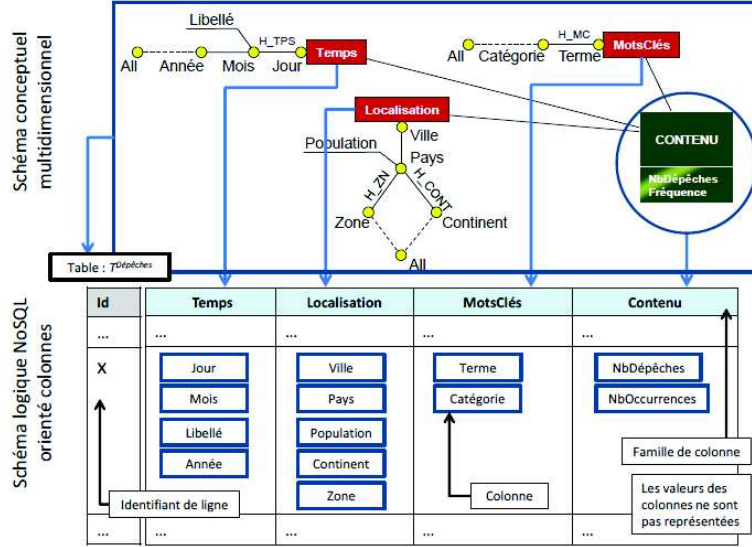 Schéma conceptuel
multidimensionnel
Libellé
H_TPS
Temps
All
Année
Mois
Jour
H_MC
MotsClés
All
Catégorie
Terme
Localisation
Ville
Population
Pays
H_ZN
H_CONT
Zone
Continent
All
CONTENU
NbDépêches
Fréquence
Table : T^Dépêches
Schéma logique NoSQL
orienté colonnes
Id
Temps
Localisation
MotsClés
Contenu
...
...
...
...
...
X
Jour
Ville
Terme
NbDépêches
Mois
Pays
Catégorie
NbOccurrences
Libellé
Population
Année
Continent
Famille de colonne
Zone
Identifiant de ligne
Colonne
Les valeurs des
colonnes ne sont
pas représentées
...
...
...
...
...